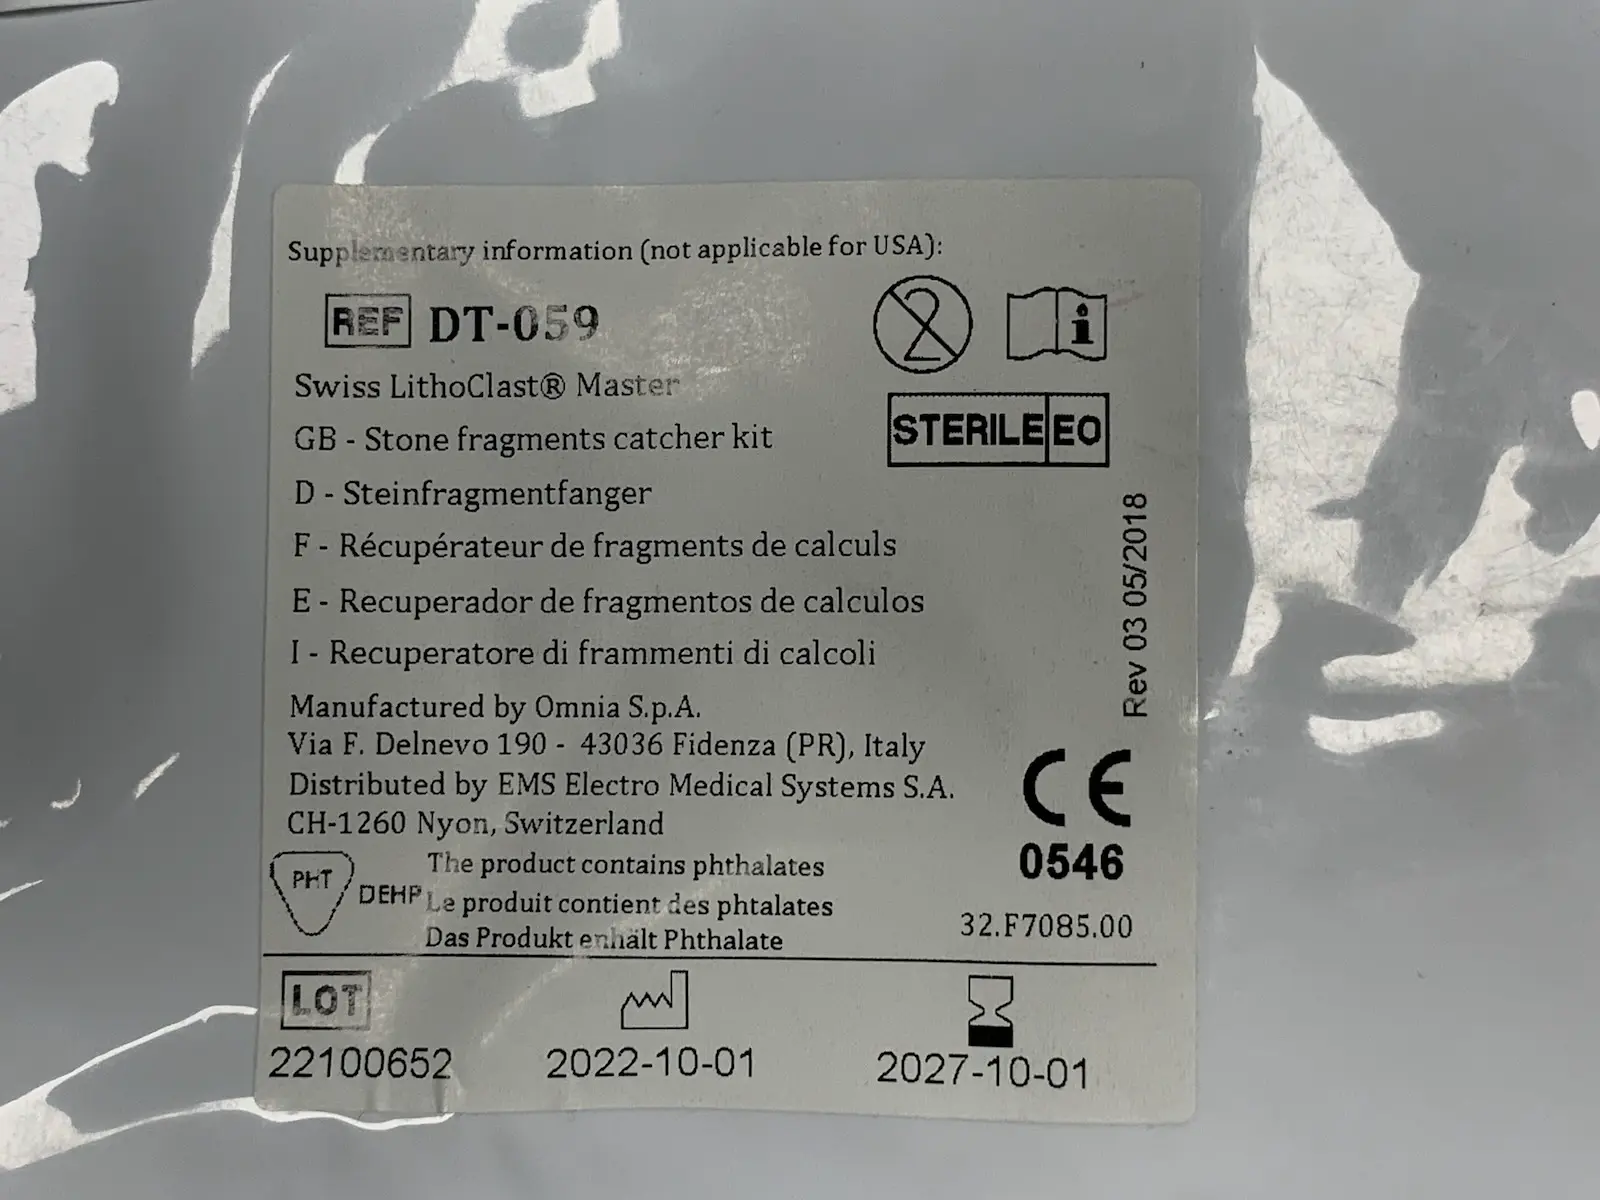 Supplementary information (not applicable for USA):
REF DT-059
Swiss LithoClast® Master
GB - Stone fragments catcher kit
STERILE EO
D - Steinfragmentfanger
F - Récupérateur de fragments de calculs
E - Recuperador de fragmentos de calculos
I - Recuperatore di frammenti di calcoli
Rev 03 05/2018
Manufactured by Omnia S.p.A.
Via F. Delnevo 190 - 43036 Fidenza (PR), Italy
Distributed by EMS Electro Medical Systems S.A.
CH-1260 Nyon, Switzerland
CE
0546
PHT DEHP
The product contains phthalates
Le produit contient des phtalates
Das Produkt enhält Phthalate
32.F7085.00
LOT
22100652 2022-10-01 2027-10-01